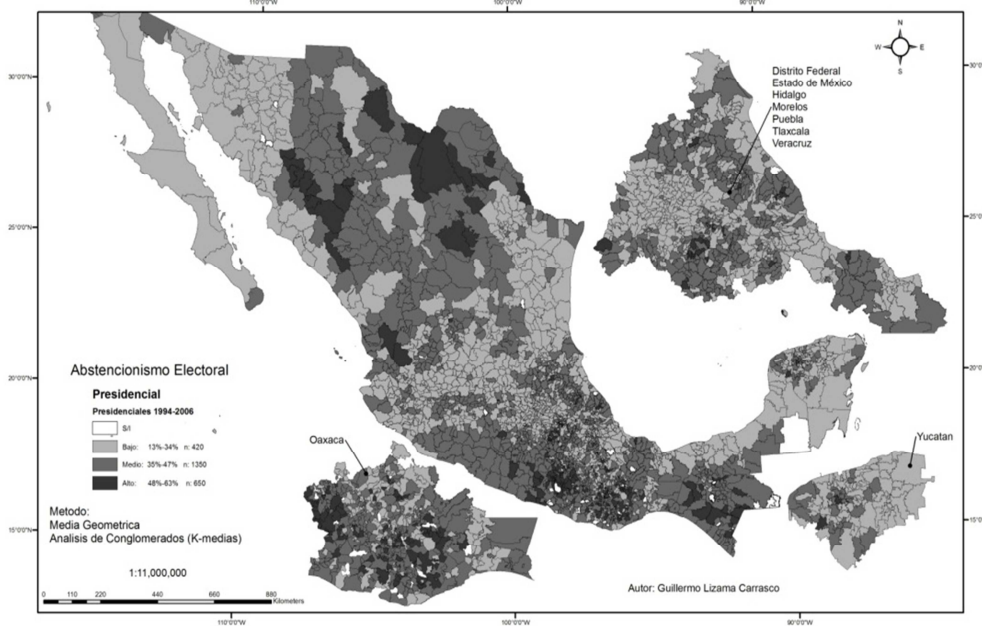 110°0'0"W
100°0'0"W
90°0'0"W
N
W
E
S
30°0'0"N
30°0'0"N
Distrito Federal
Estado de México
Hidalgo
Morelos
Puebla
Tlaxcala
Veracruz
25°0'0"N
25°0'0"N
20°0'0"N
20°0'0"N
15°0'0"N
15°0'0"N
Abstencionismo Electoral
Presidencial
Presidenciales 1994-2006
S/I
Bajo: 13%-34% n: 420
Medio: 35%-47% n: 1350
Alto: 48%-63% n: 650
Oaxaca
Yucatan
Metodo:
Media Geometrica
Analisis de Conglomerados (K-medias)
1:11,000,000
0 110 220 440 660 880
Kilometers
Autor: Guillermo Lizama Carrasco
110°0'0"W
100°0'0"W
90°0'0"W